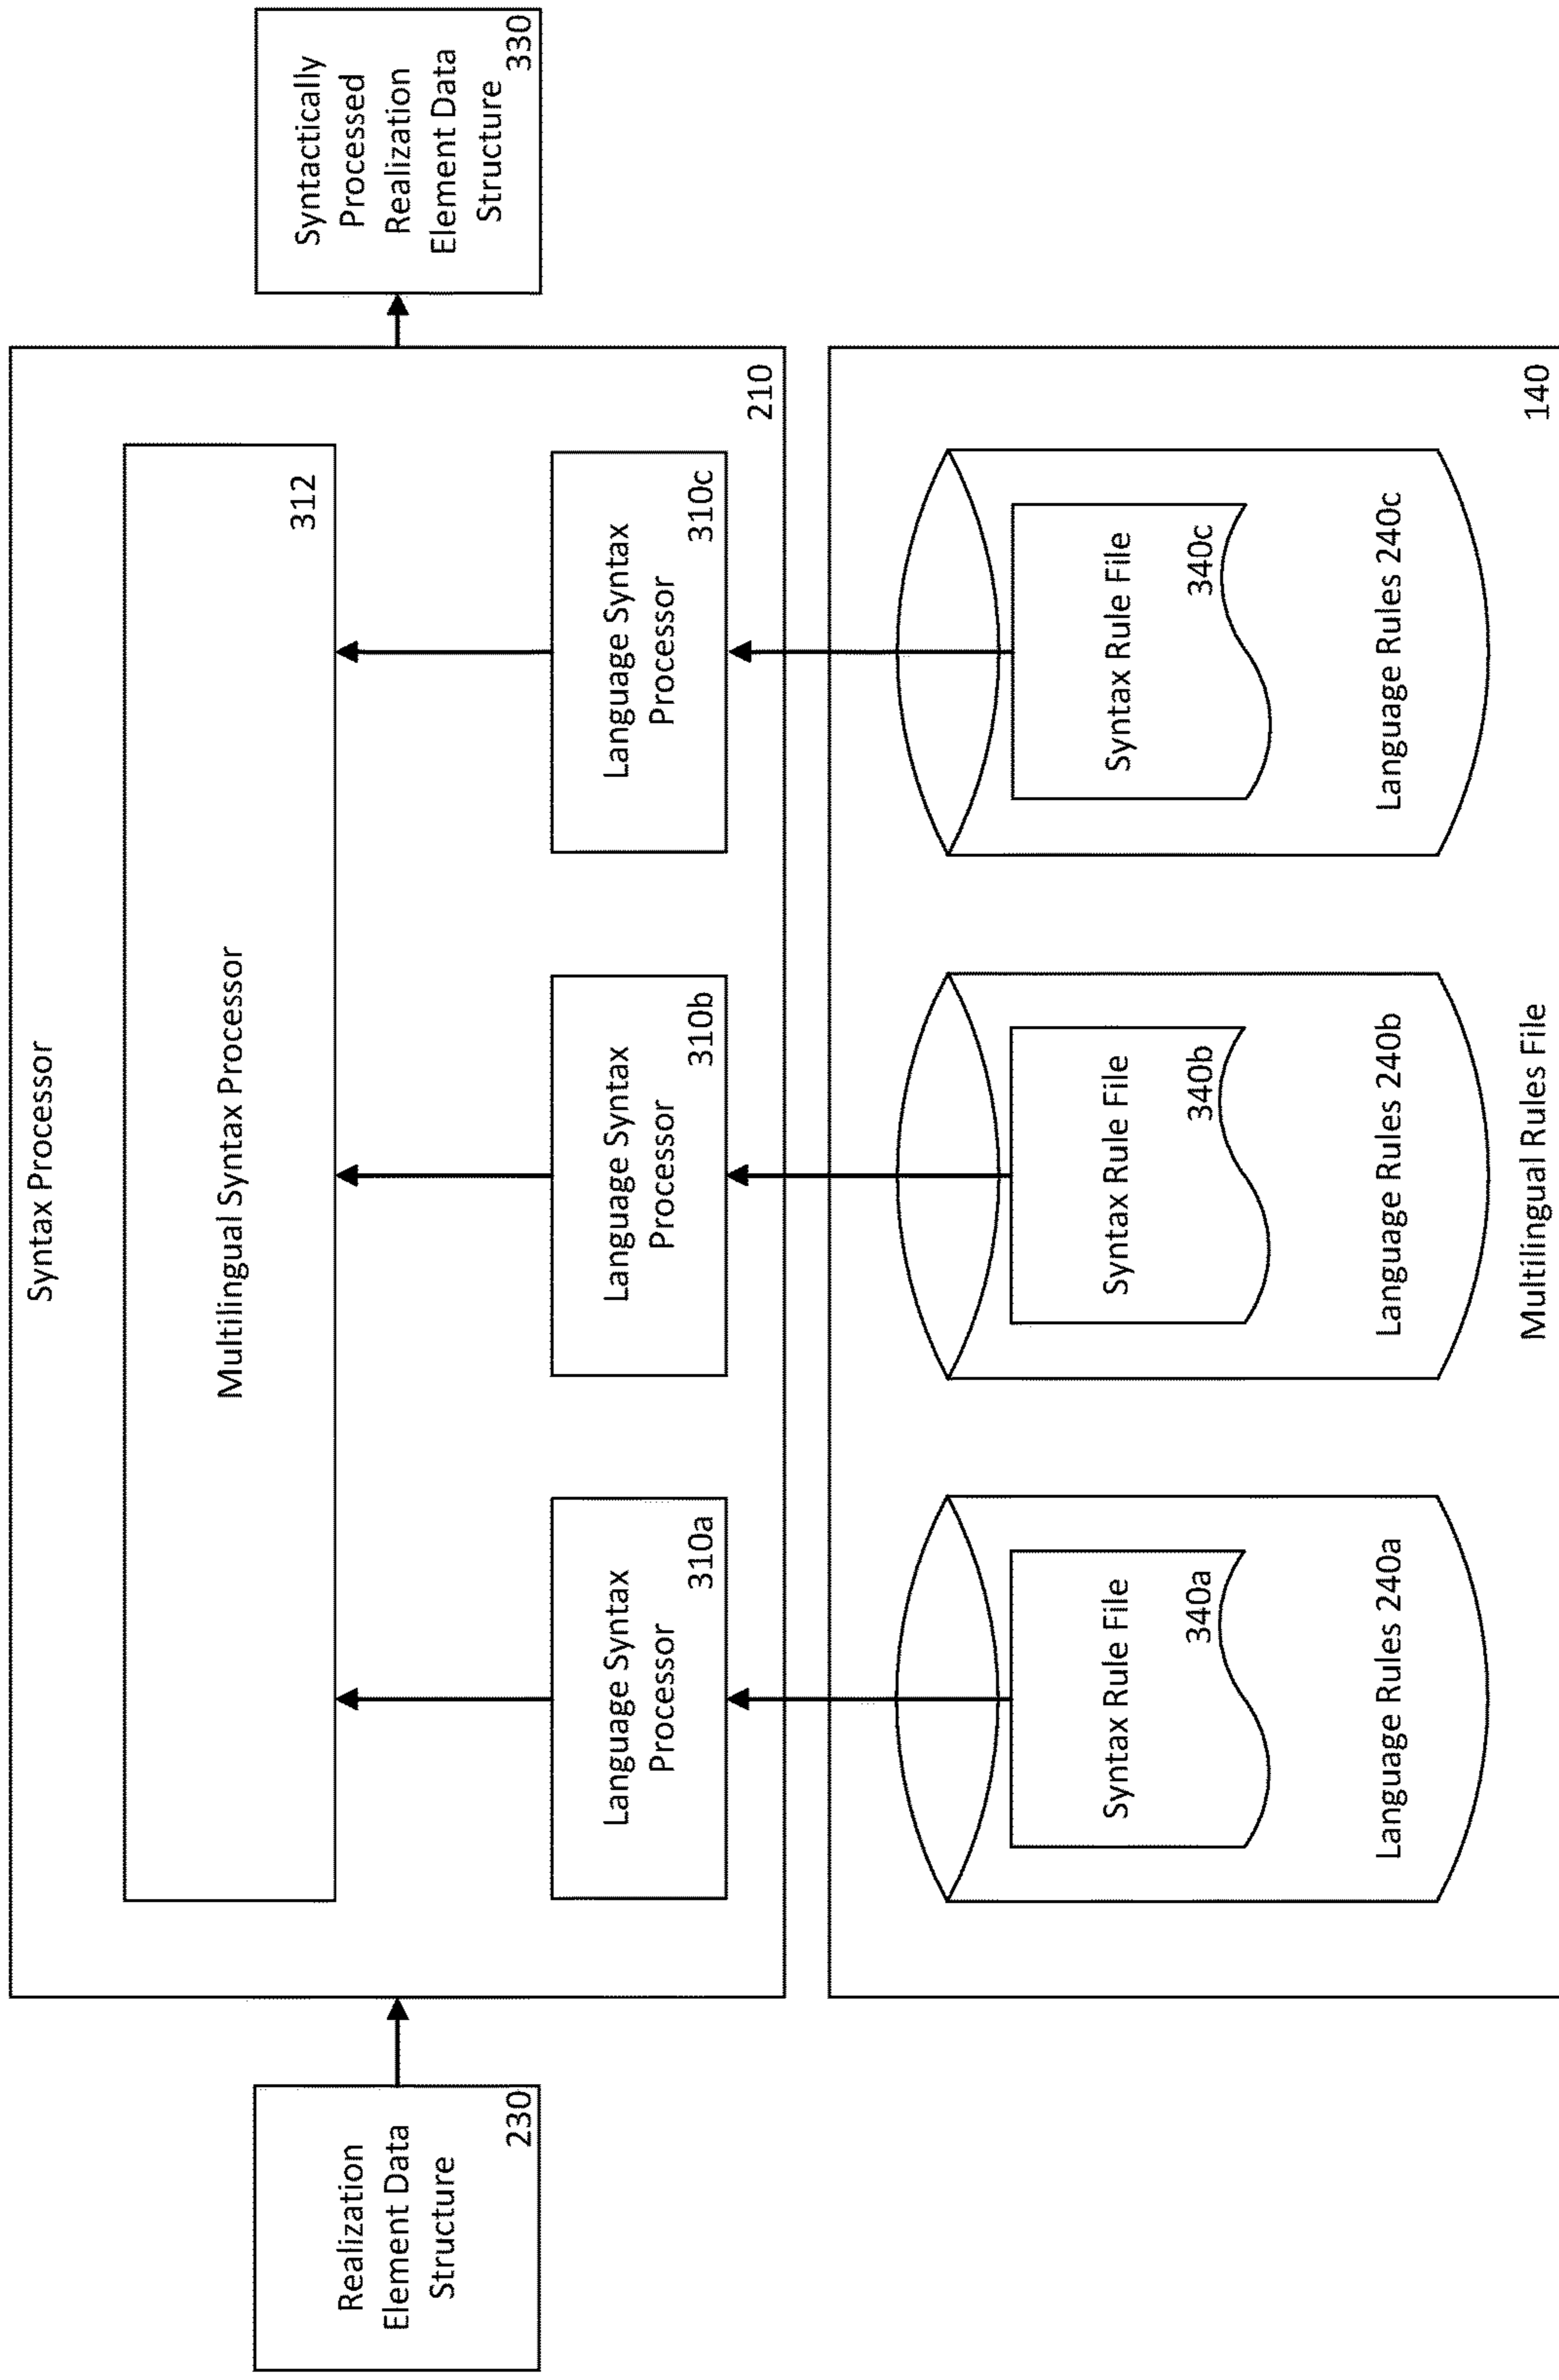 Syntax Processor
Multilingual Syntax Processor
312
Realization
Element Data
Structure
230
Syntactically
Processed
Realization
Element Data
Structure
330
Language Syntax
Processor
310a
Language Syntax
Processor
310b
Language Syntax
Processor
310c
210
Syntax Rule File
340a
Language Rules 240a
Syntax Rule File
340b
Language Rules 240b
Syntax Rule File
340c
Language Rules 240c
Multilingual Rules File
140